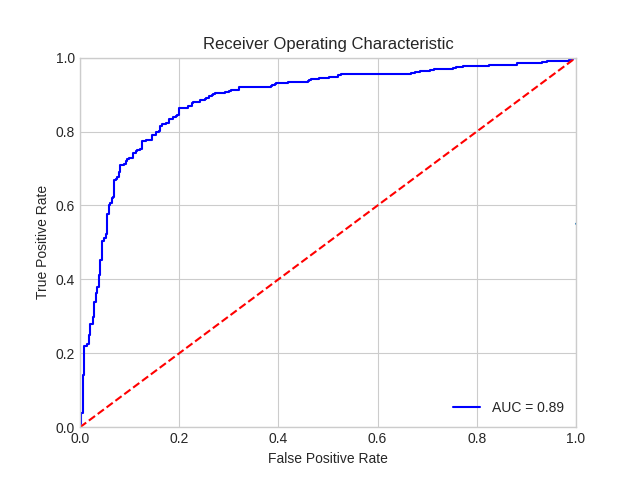 Receiver Operating Characteristic
True Positive Rate
1.0
0.8
0.6
0.4
0.2
0.0
0.0 0.2 0.4 0.6 0.8 1.0
False Positive Rate
AUC = 0.89